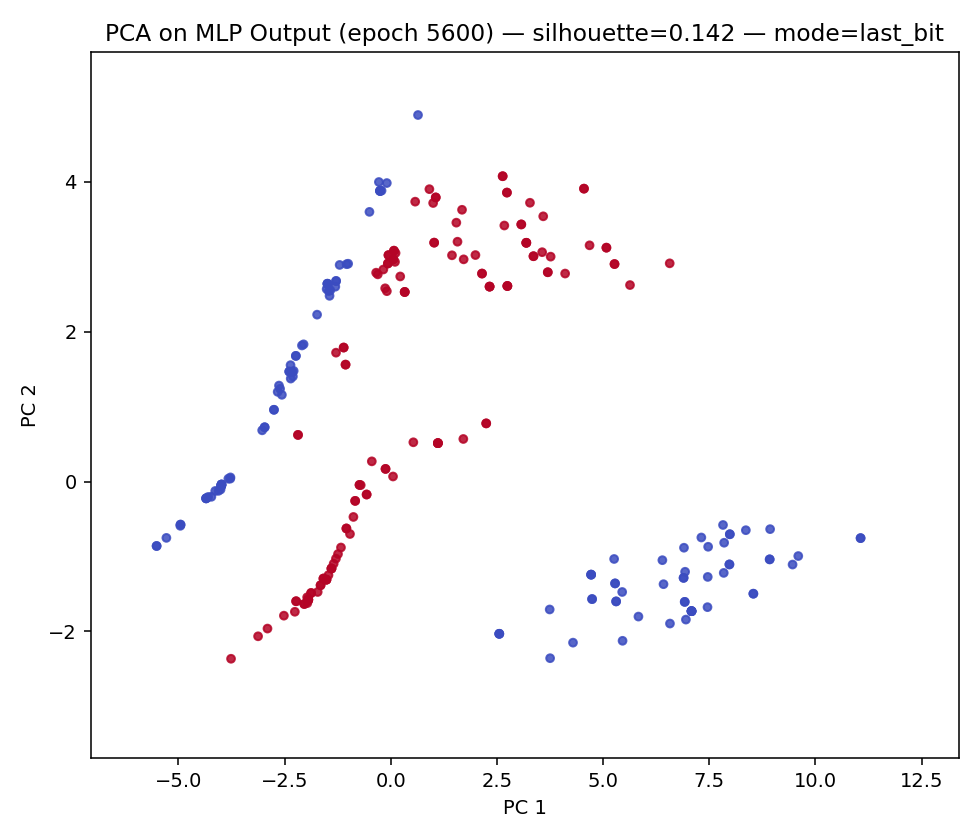 PCA on MLP Output (epoch 5600) — silhouette=0.142 — mode=last_bit
4
2
0
−2
PC 2
−5.0 −2.5 0.0 2.5 5.0 7.5 10.0 12.5
PC 1